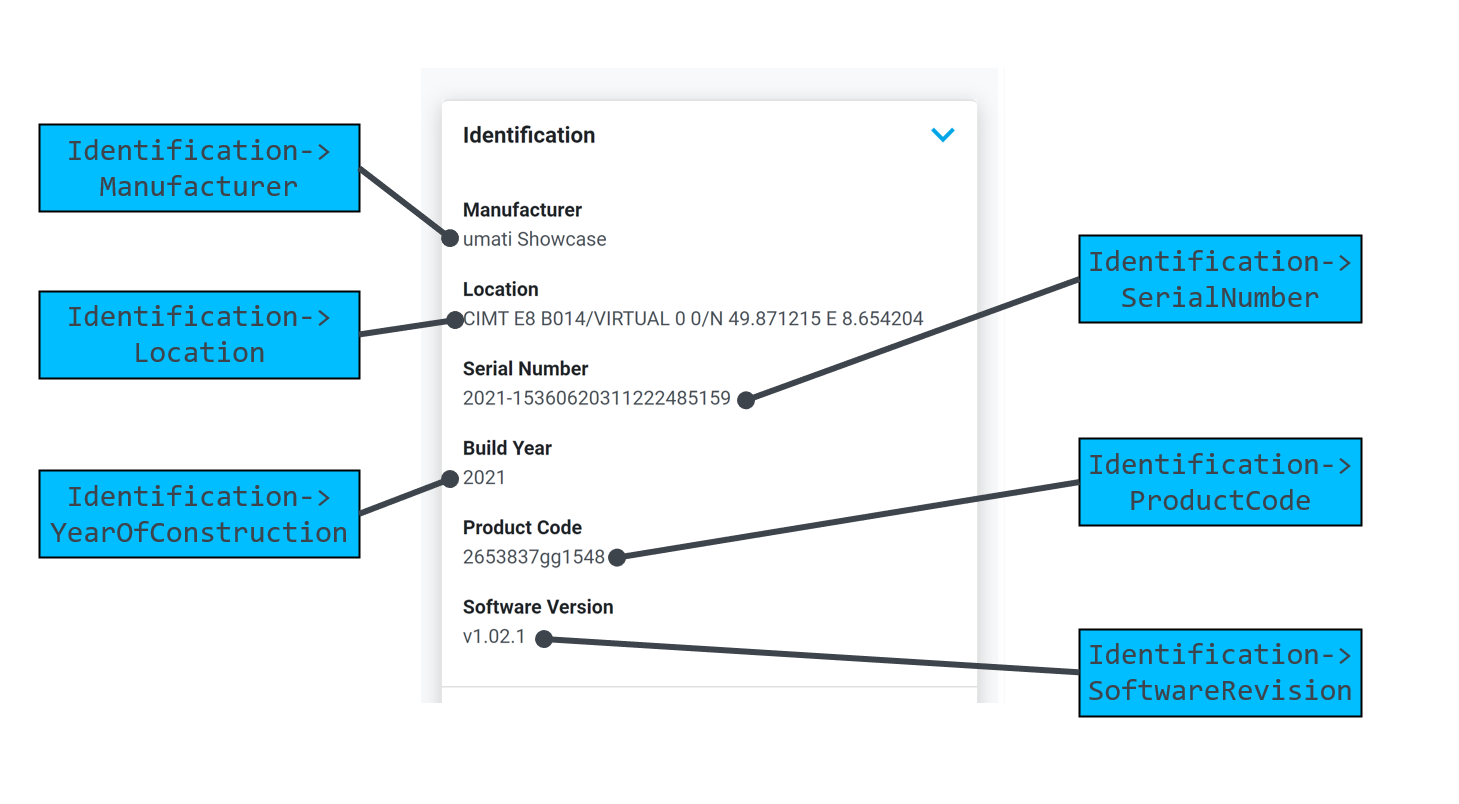 Identification->
Manufacturer
Identification->
Location
Identification->
YearOfConstruction
Identification
Manufacturer
umati Showcase
Location
CIMT E8 B014/VIRTUAL 0 0/N 49.871215 E 8.654204
Serial Number
2021-15360620311222485159
Build Year
2021
Product Code
2653837gg1548
Software Version
v1.02.1
Identification->
SerialNumber
Identification->
ProductCode
Identification->
SoftwareRevision